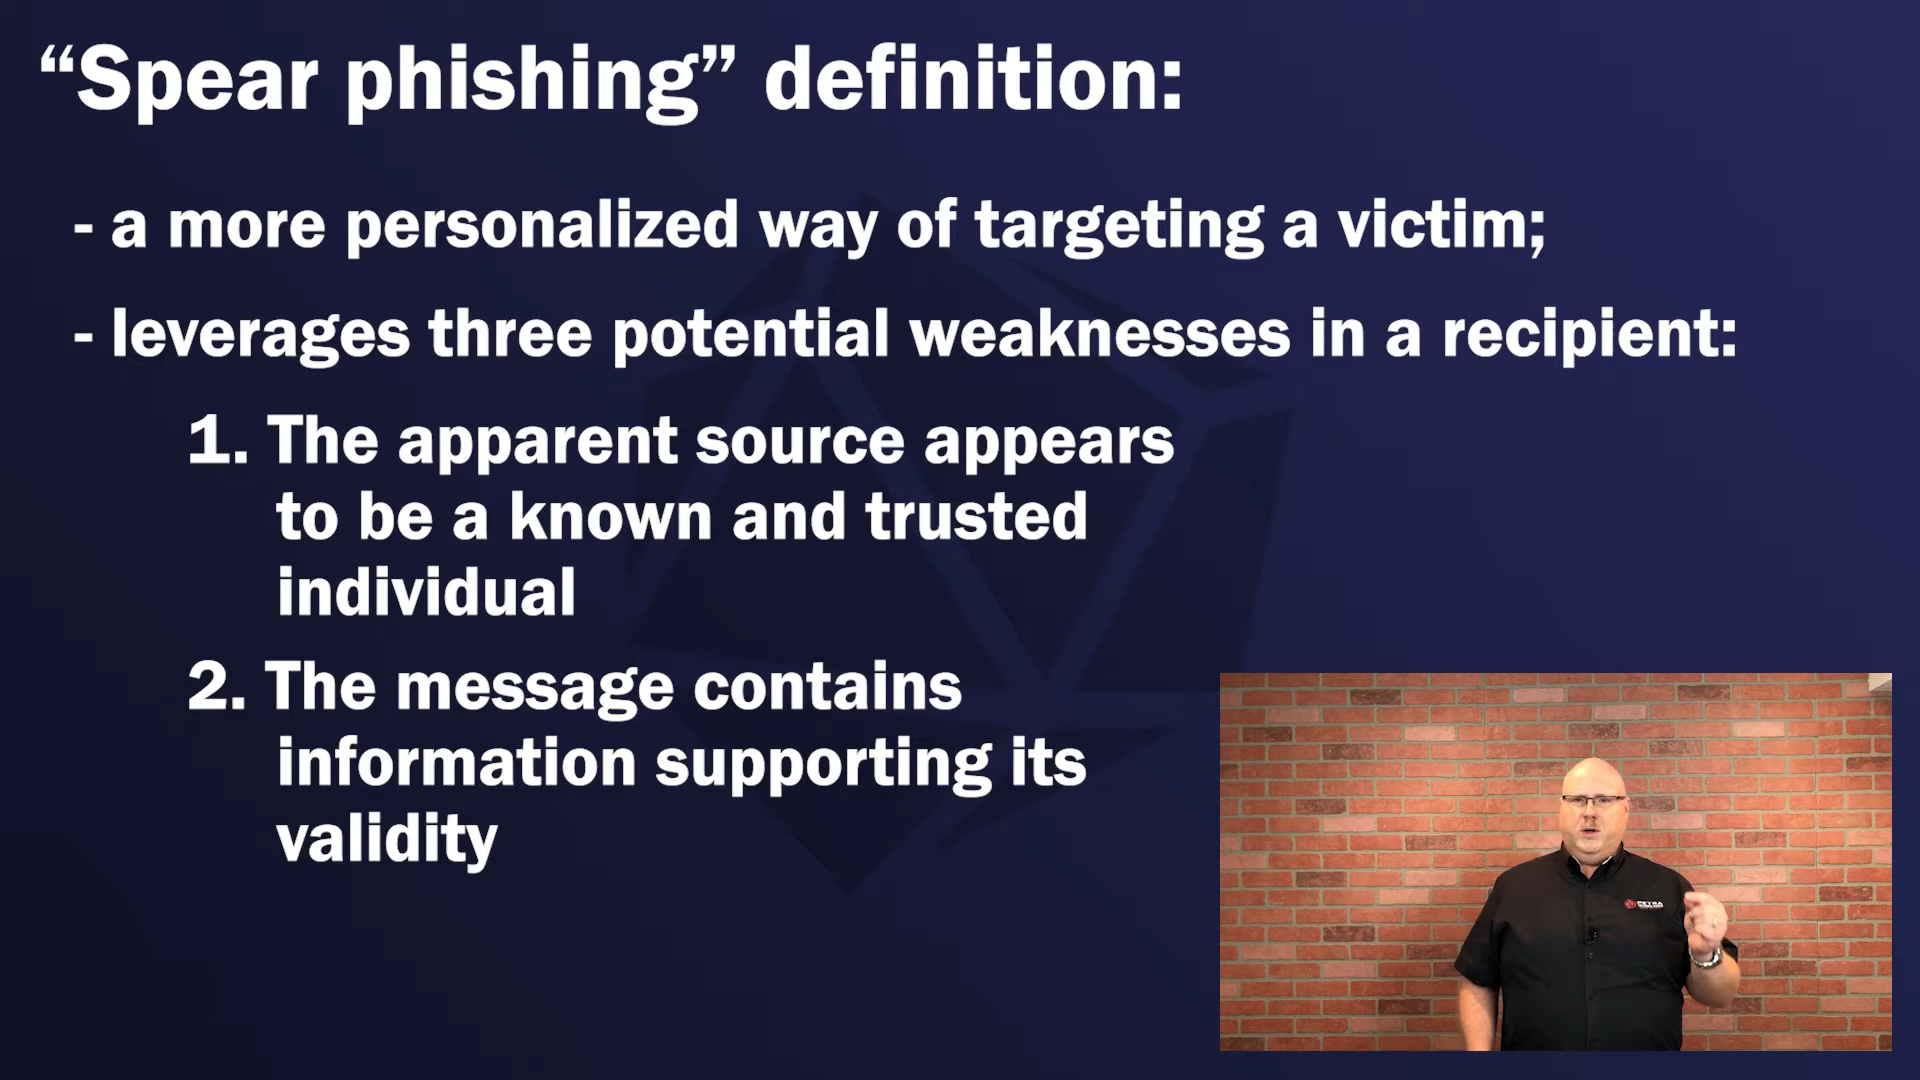 “Spear phishing” definition:
- a more personalized way of targeting a victim;
- leverages three potential weaknesses in a recipient:
1. The apparent source appears
to be a known and trusted
individual
2. The message contains
information supporting its
validity
PETRA